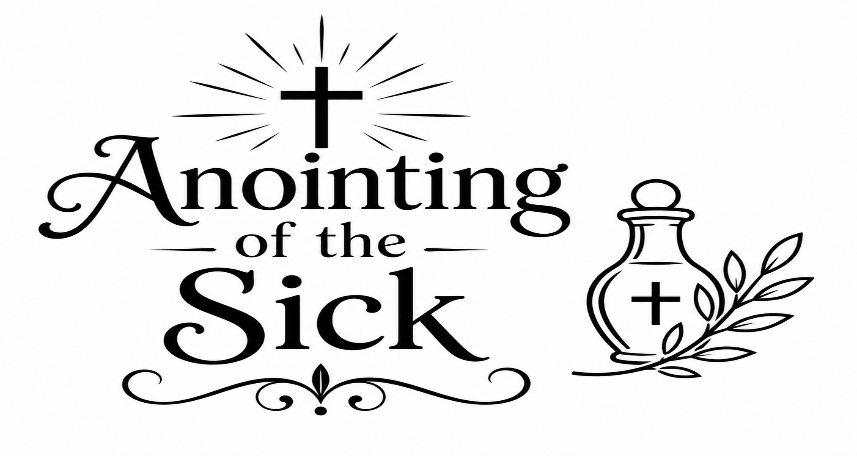 Anointing
of the
Sick